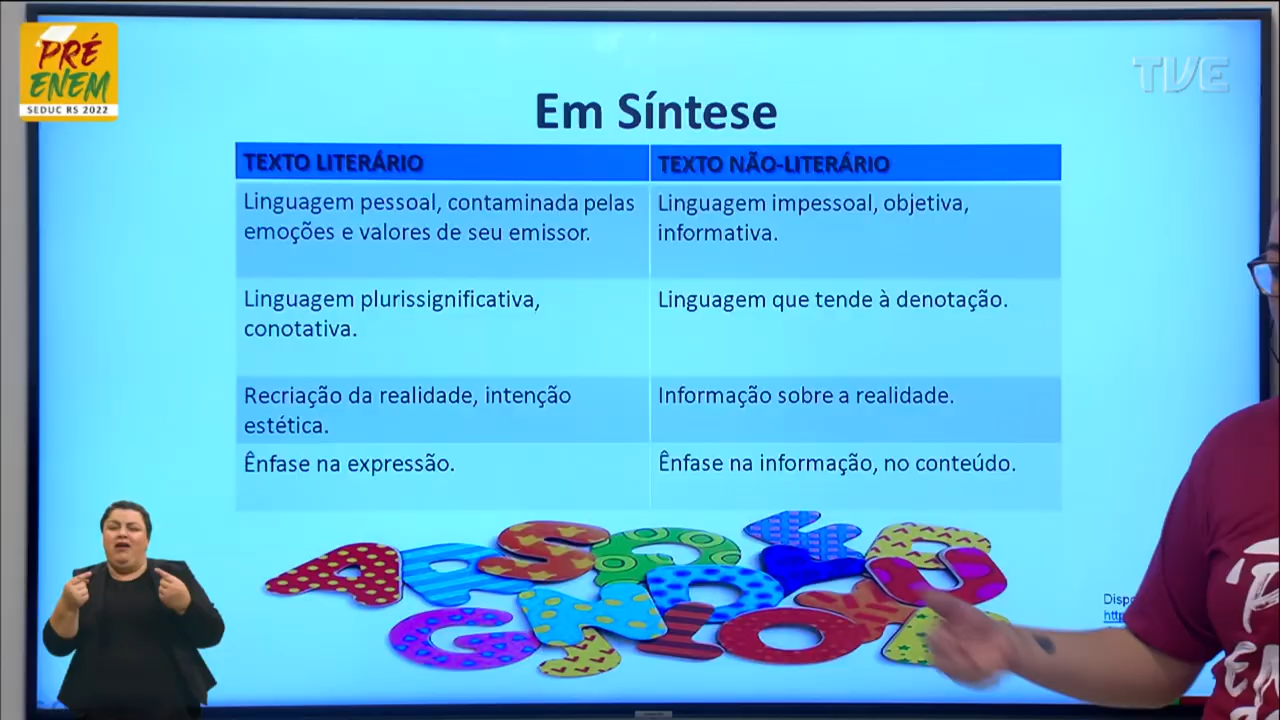 PRÉ
ENEM
SEDUC RS 2022
TVE
Em Síntese
TEXTO LITERÁRIO
TEXTO NÃO-LITERÁRIO
Linguagem pessoal, contaminada pelas
emoções e valores de seu emissor.
Linguagem impessoal, objetiva,
informativa.
Linguagem plurissignificativa,
conotativa.
Linguagem que tende à denotação.
Recriação da realidade, intenção
estética.
Informação sobre a realidade.
Ênfase na expressão.
Ênfase na informação, no conteúdo.